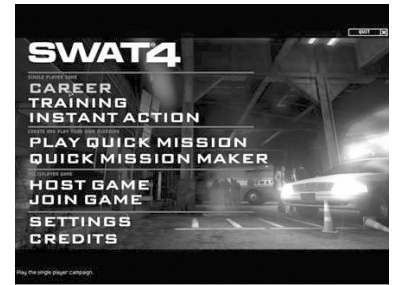 QUIT
SWAT4
SINGLE PLAYER GAME
CAREER
TRAINING
INSTANT ACTION
CREATE AND PLAY YOUR OWN MISSIONS
PLAY QUICK MISSION
QUICK MISSION MAKER
MULTIPLAYER GAME
HOST GAME
JOIN GAME
SETTINGS
CREDITS
Play the single player campaign.